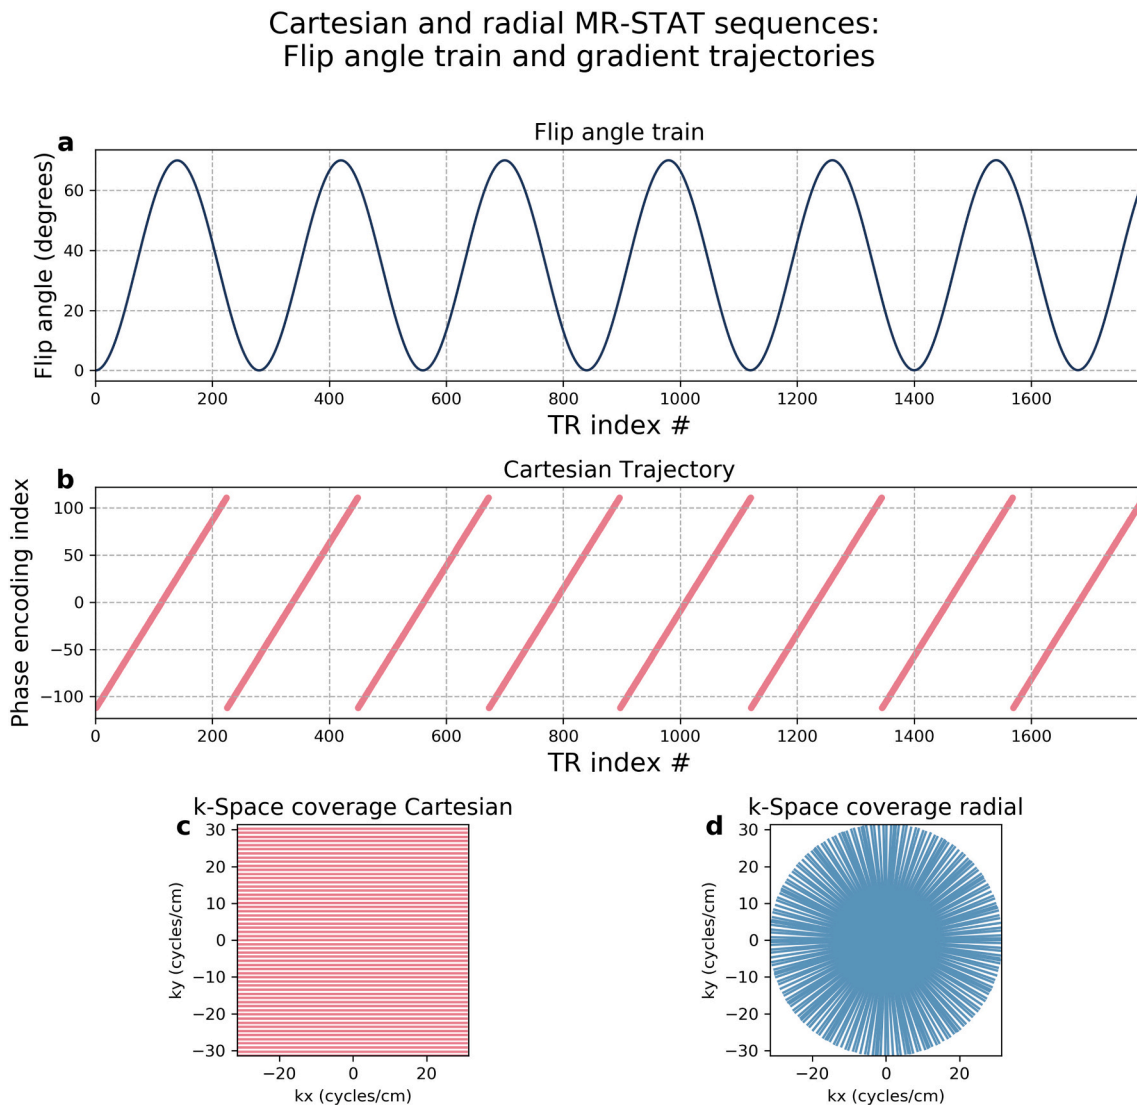 Cartesian and radial MR-STAT sequences:
Flip angle train and gradient trajectories
a
Flip angle train
Flip angle (degrees)
60
40
20
0
0 200 400 600 800 1000 1200 1400 1600
TR index #
b
Cartesian Trajectory
Phase encoding index
100
50
0
−50
−100
0 200 400 600 800 1000 1200 1400 1600
TR index #
c
k-Space coverage Cartesian
ky (cycles/cm)
30
20
10
0
−10
−20
−30
−20 0 20
kx (cycles/cm)
d
k-Space coverage radial
ky (cycles/cm)
30
20
10
0
−10
−20
−30
−20 0 20
kx (cycles/cm)